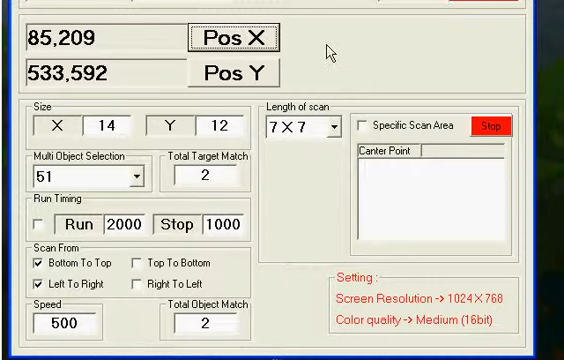 85,209 Pos X
533,592 Pos Y
Size
X 14 Y 12
Length of scan
7 X 7
Specific Scan Area Stop
Canter Point
Multi Object Selection
51
Total Target Match
2
Run Timing
Run 2000 Stop 1000
Scan From
Bottom To Top Top To Bottom
Left To Right Right To Left
Speed
500
Total Object Match
2
Setting :
Screen Resolution -> 1024 X 768
Color quality -> Medium (16bit)